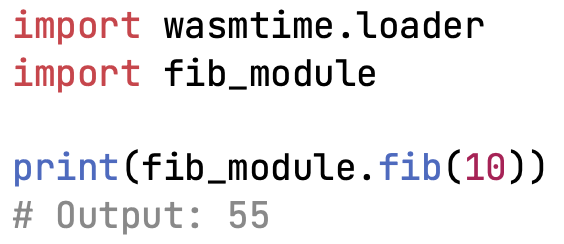 import wasmtime.loader
import fib_module

print(fib_module.fib(10))
# Output: 55